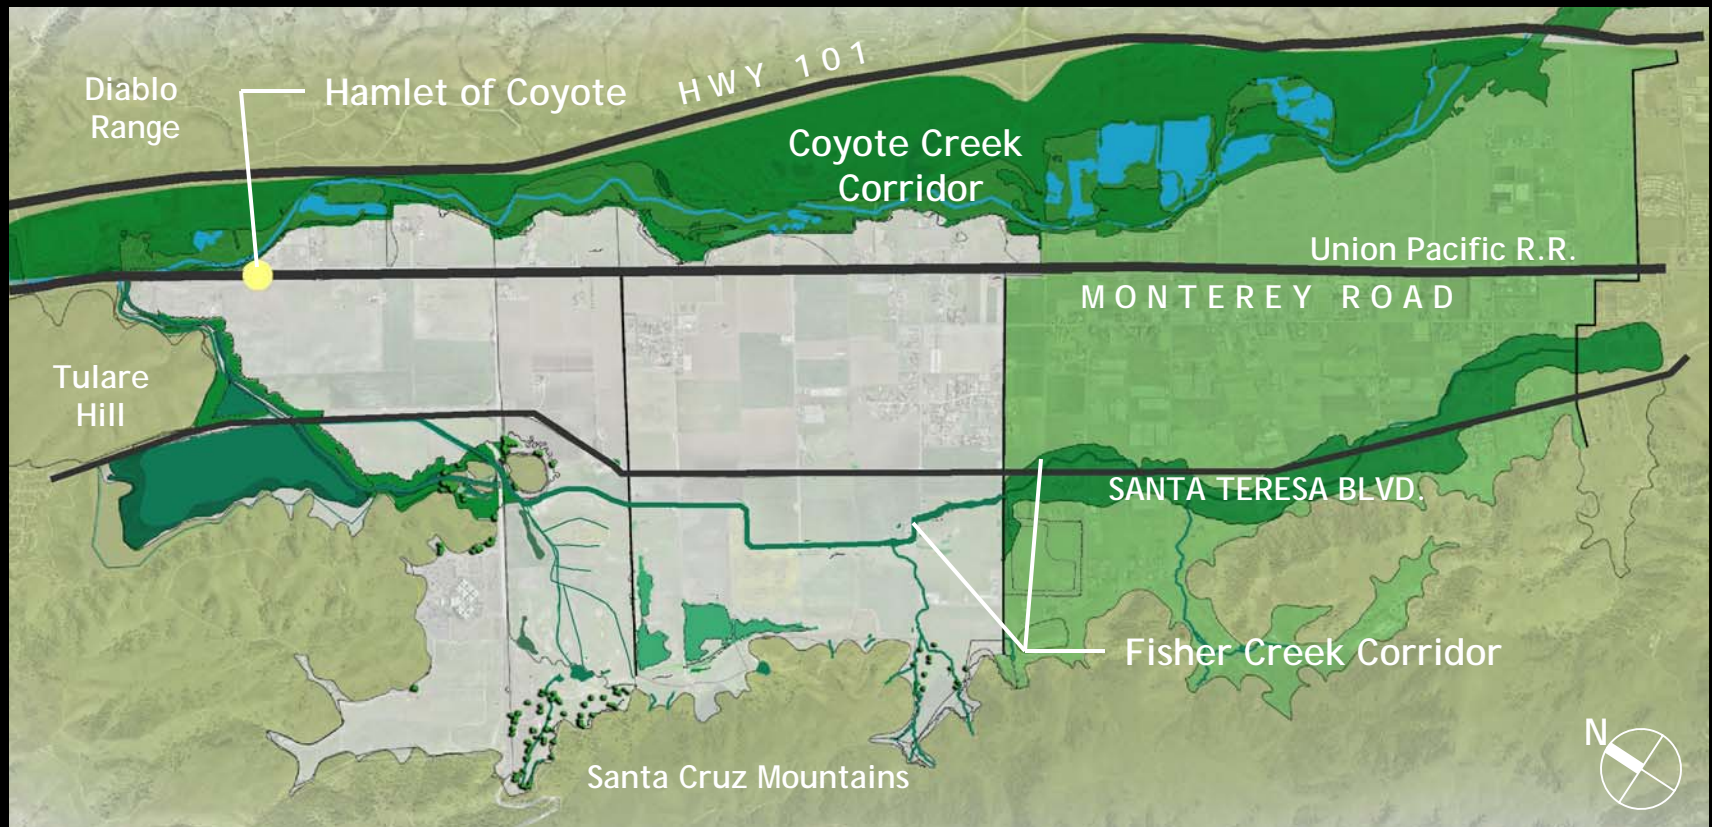 Diablo
Range
Hamlet of Coyote
HWY 101
Coyote Creek
Corridor
Union Pacific R.R.
MONTEREY ROAD
Tulare
Hill
SANTA TERESA BLVD.
Fisher Creek Corridor
Santa Cruz Mountains
N